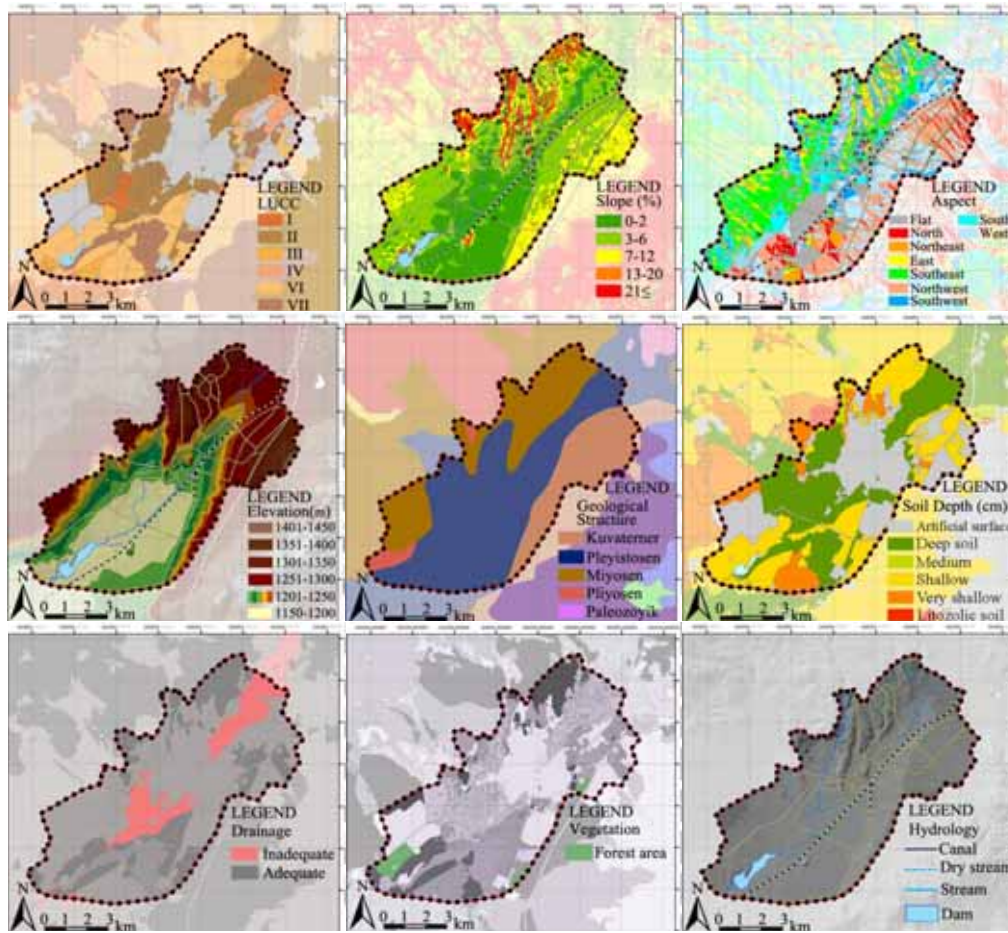 LEGEND
LUCC
I
II
III
IV
VI
VII
N
0 1 2 3 km
LEGEND
Slope (%)
0-2
3-6
7-12
13-20
21≤
N
0 1 2 3 km
LEGEND
Aspect
Flat
North
Northeast
East
Southeast
Northwest
Southwest
South
West
N
0 1 2 3 km
LEGEND
Elevation(m)
1401-1450
1351-1400
1301-1350
1251-1300
1201-1250
1150-1200
N
0 1 2 3 km
LEGEND
Geological
Structure
Kuvaterner
Pleyistosen
Miyosen
Pliyosen
Paleozoyik
N
0 1 2 3 km
LEGEND
Soil Depth (cm)
Artificial surface
Deep soil
Medium
Shallow
Very shallow
Litozolic soil
N
0 1 2 3 km
LEGEND
Drainage
Inadequate
Adequate
N
0 1 2 3 km
LEGEND
Vegetation
Forest area
N
0 1 2 3 km
LEGEND
Hydrology
Canal
Dry stream
Stream
Dam
N
0 1 2 3 km